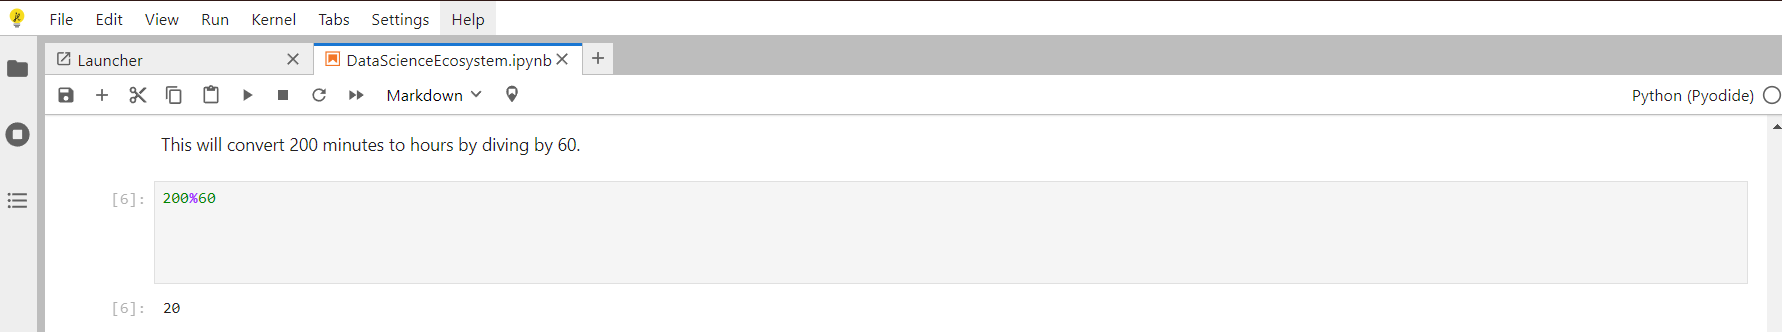 File Edit View Run Kernel Tabs Settings Help
Launcher DataScienceEcosystem.ipynb
Markdown Python (Pyodide)
This will convert 200 minutes to hours by diving by 60.
[6]: 200%60
[6]: 20